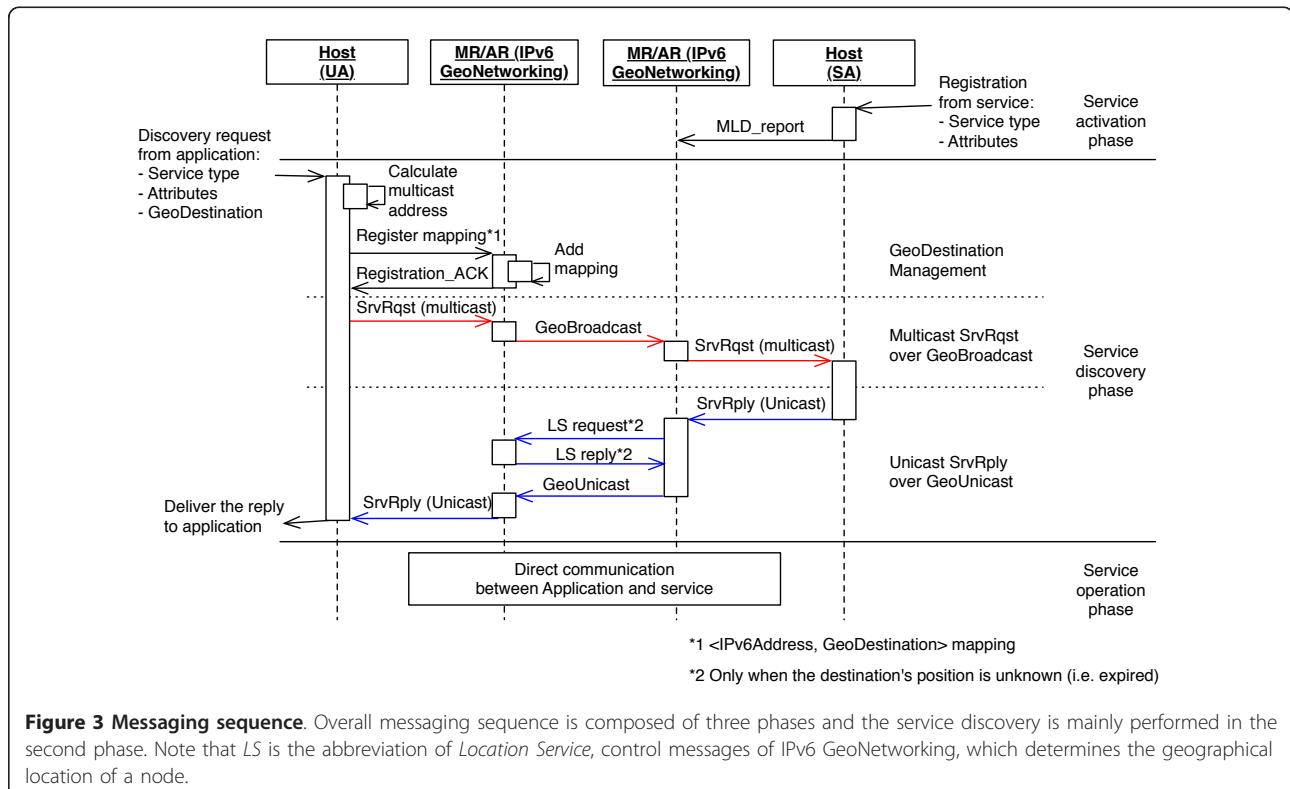 Host
(UA)
MR/AR (IPv6
GeoNetworking)
MR/AR (IPv6
GeoNetworking)
Host
(SA)
Registration
from service:
- Service type
- Attributes
Service
activation
phase
MLD_report
Discovery request
from application:
- Service type
- Attributes
- GeoDestination
Calculate
multicast
address
Register mapping*1
Add
mapping
Registration_ACK
GeoDestination
Management
SrvRqst (multicast)
GeoBroadcast
SrvRqst (multicast)
Multicast SrvRqst
over GeoBroadcast
Service
discovery
phase
SrvRply (Unicast)
LS request*2
LS reply*2
GeoUnicast
SrvRply (Unicast)
Unicast SrvRply
over GeoUnicast
Deliver the reply
to application
Direct communication
between Application and service
Service
operation
phase
*1 <IPv6Address, GeoDestination> mapping
*2 Only when the destination's position is unknown (i.e. expired)
Figure 3 Messaging sequence. Overall messaging sequence is composed of three phases and the service discovery is mainly performed in the
second phase. Note that LS is the abbreviation of Location Service, control messages of IPv6 GeoNetworking, which determines the geographical
location of a node.